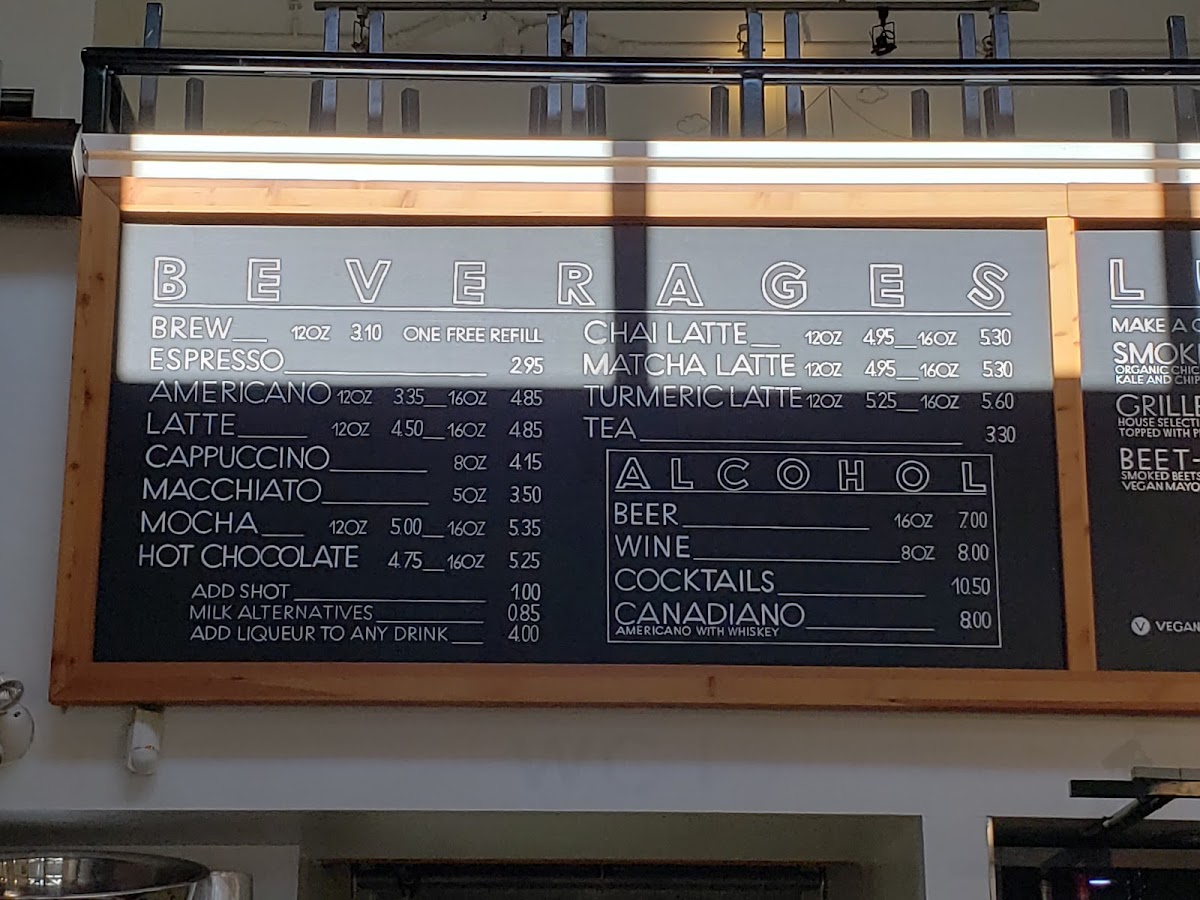 BEVERAGES
BREW 12OZ 3.10 ONE FREE REFILL
ESPRESSO 2.95
AMERICANO 12OZ 3.35 16OZ 4.85
LATTE 12OZ 4.50 16OZ 4.85
CAPPUCCINO 8OZ 4.15
MACCHIATO 5OZ 3.50
MOCHA 12OZ 5.00 16OZ 5.35
HOT CHOCOLATE 4.75 16OZ 5.25
ADD SHOT 1.00
MILK ALTERNATIVES 0.85
ADD LIQUEUR TO ANY DRINK 4.00
CHAI LATTE 12OZ 4.95 16OZ 5.30
MATCHA LATTE 12OZ 4.95 16OZ 5.30
TURMERIC LATTE 12OZ 5.25 16OZ 5.60
TEA 3.30
ALCOHOL
BEER 16OZ 7.00
WINE 8OZ 8.00
COCKTAILS 10.50
CANADIANO 8.00
AMERICANO WITH WHISKEY
L
MAKE A
SMOK
ORGANIC CHIC
KALE AND CHIP
GRILLE
HOUSE SELECTI
TOPPED WITH P
BEET-
SMOKED BEETS
VEGAN MAYO
V VEGAN